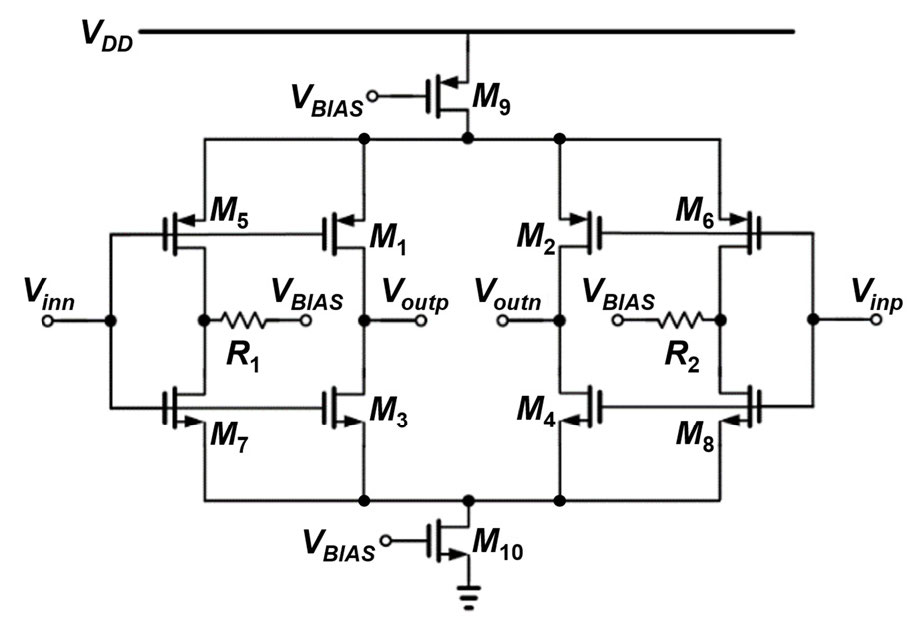 VDD
VBIAS M9
M5 M1 M2 M6
Vinn VBIAS Voutp Voutn VBIAS Vinp
R1 R2
M7 M3 M4 M8
VBIAS M10